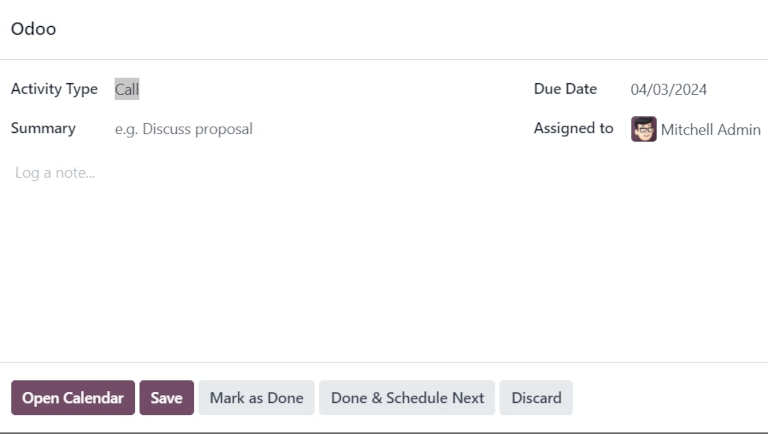 Odoo
Activity Type Call Due Date 04/03/2024
Summary e.g. Discuss proposal Assigned to Mitchell Admin
Log a note...
Open Calendar Save Mark as Done Done & Schedule Next Discard